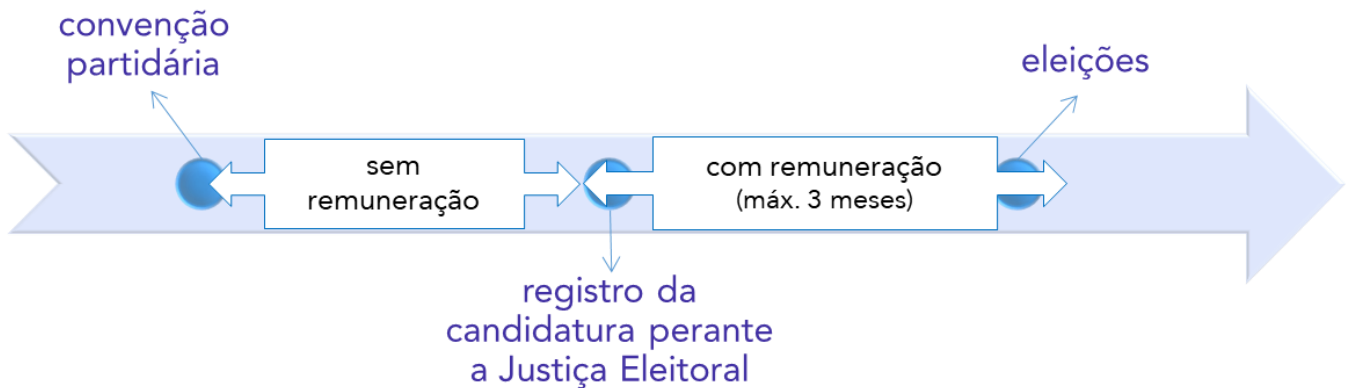 convenção
partidária
eleições
sem
remuneração
com remuneração
(máx. 3 meses)
registro da
candidatura perante
a Justiça Eleitoral